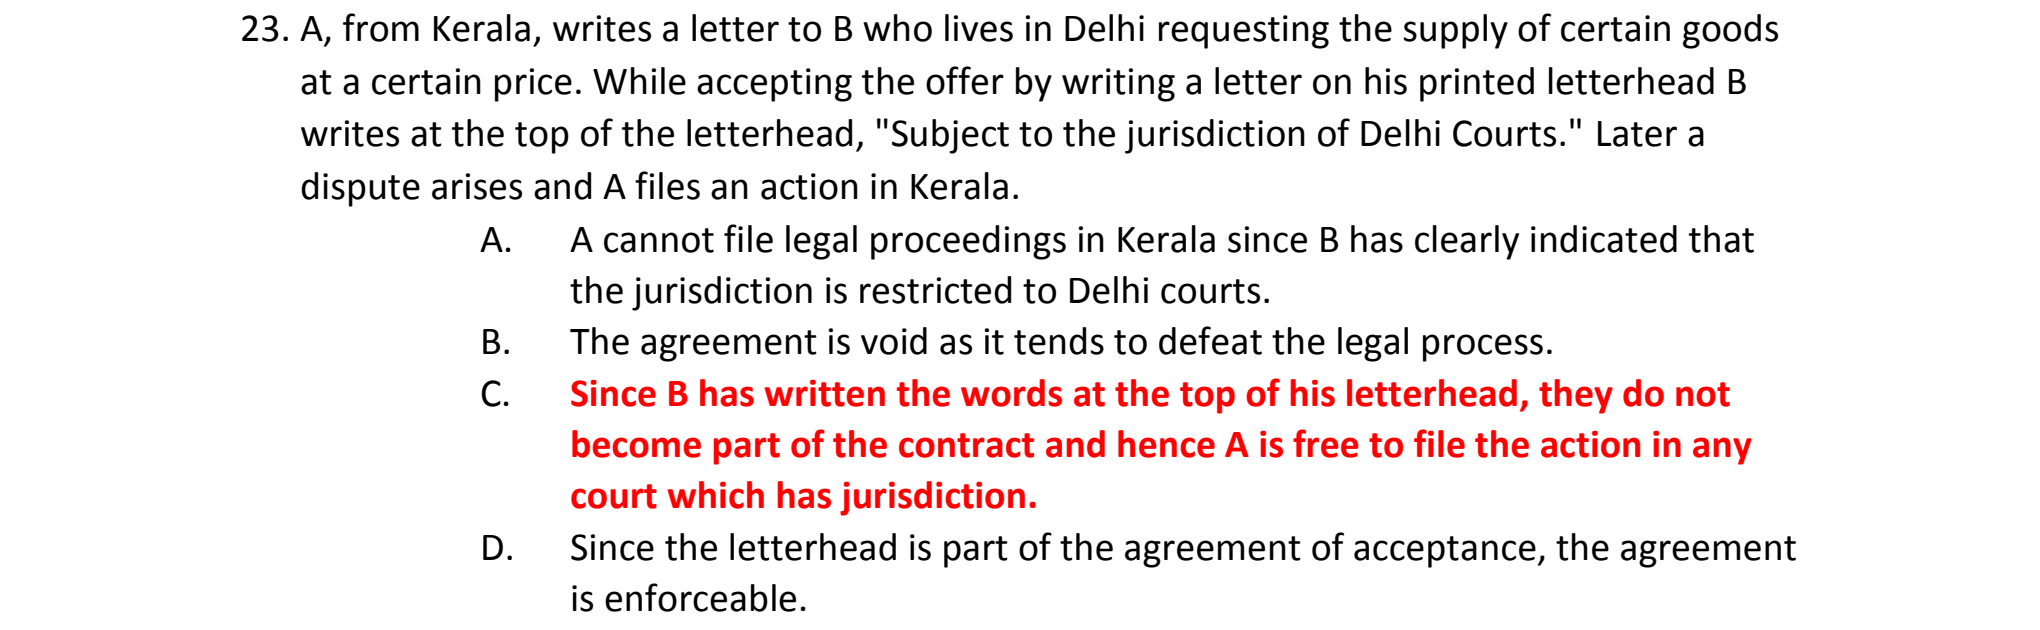 23. A, from Kerala, writes a letter to B who lives in Delhi requesting the supply of certain goods
at a certain price. While accepting the offer by writing a letter on his printed letterhead B
writes at the top of the letterhead, "Subject to the jurisdiction of Delhi Courts." Later a
dispute arises and A files an action in Kerala.
A. A cannot file legal proceedings in Kerala since B has clearly indicated that
the jurisdiction is restricted to Delhi courts.
B. The agreement is void as it tends to defeat the legal process.
C. Since B has written the words at the top of his letterhead, they do not
become part of the contract and hence A is free to file the action in any
court which has jurisdiction.
D. Since the letterhead is part of the agreement of acceptance, the agreement
is enforceable.